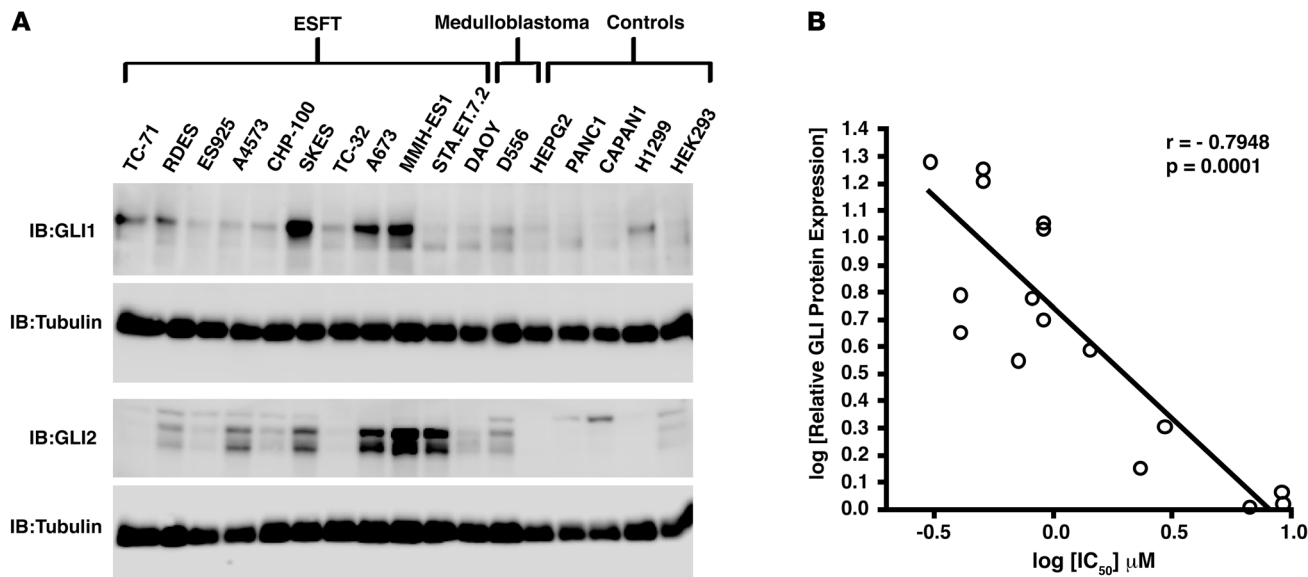 A
ESFT
Medulloblastoma
Controls
TC-71
RDES
ES925
A4573
CHP-100
SKES
TC-32
A673
MMH-ES1
STA.ET.7.2
DAOY
D556
HEPG2
PANC1
CAPAN1
H1299
HEK293
IB:GLI1
IB:Tubulin
IB:GLI2
IB:Tubulin
B
r = - 0.7948
p = 0.0001
log [Relative GLI Protein Expression]
1.4
1.3
1.2
1.1
1.0
0.9
0.8
0.7
0.6
0.5
0.4
0.3
0.2
0.1
0.0
-0.5
0.0
0.5
1.0
log [IC50] μM